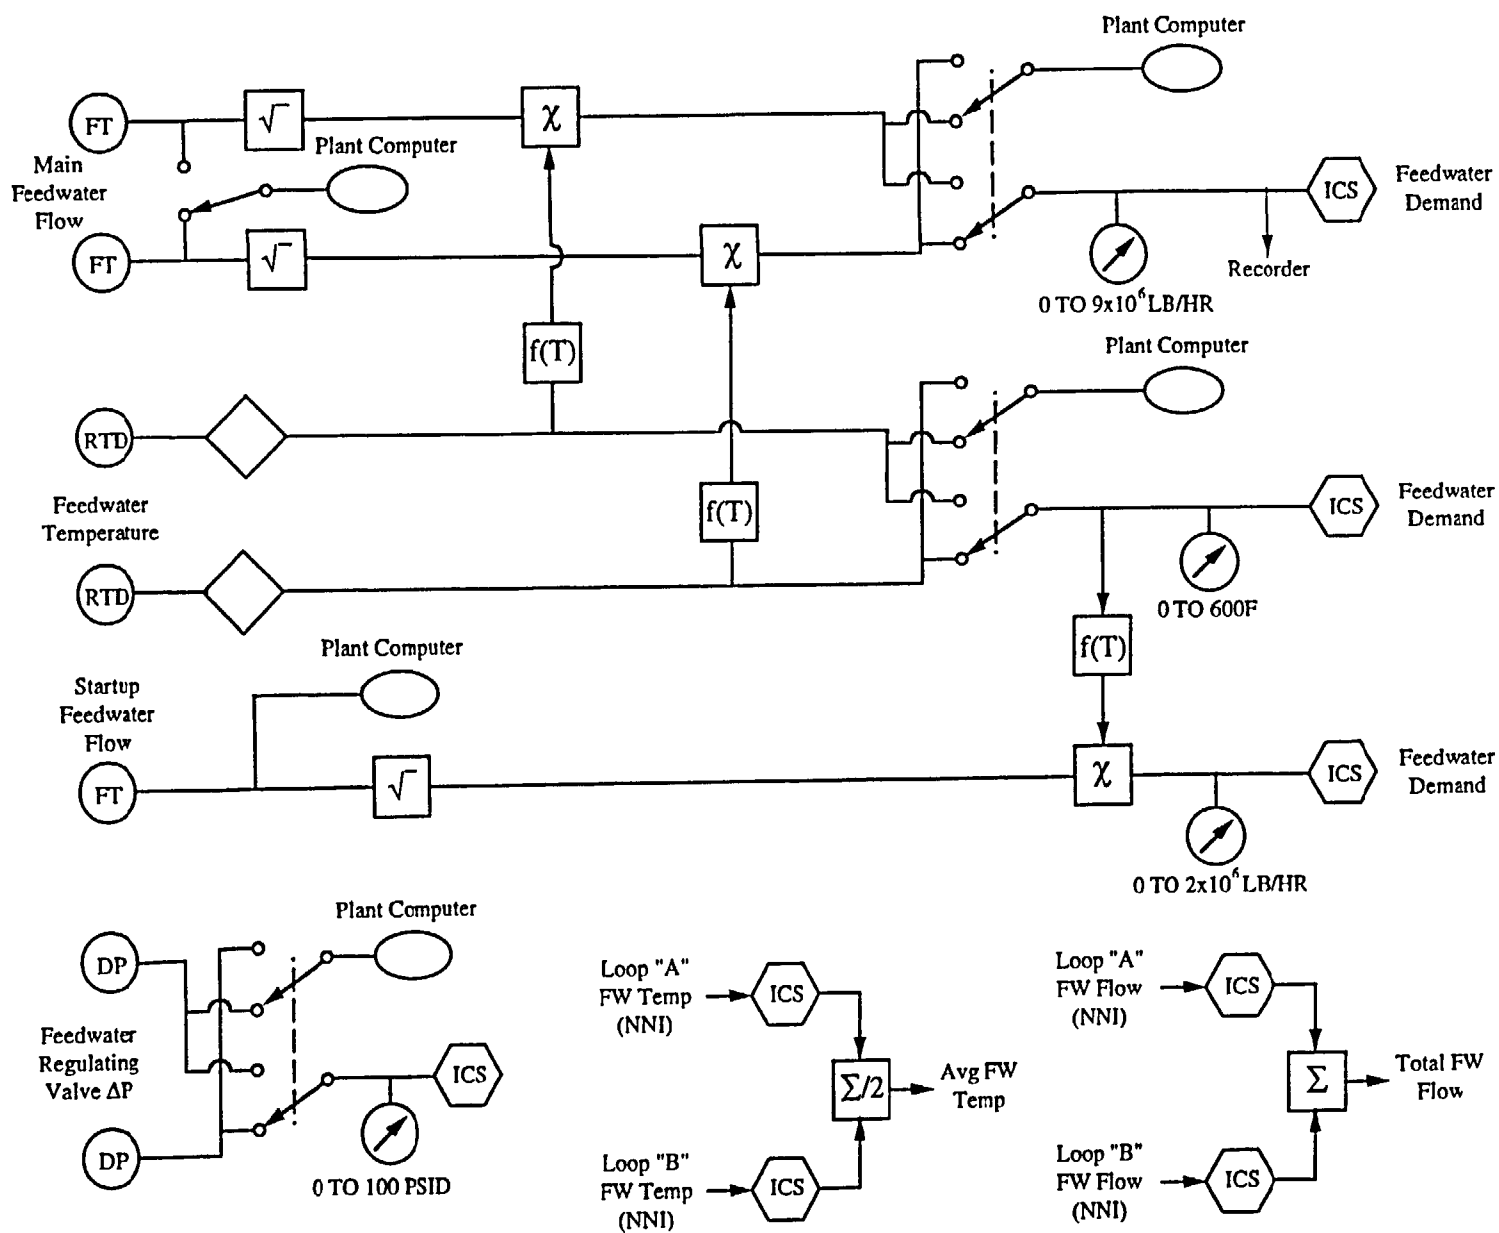 Plant Computer
FT
√
χ
Plant Computer
Main
Feedwater
Flow
ICS
Feedwater
Demand
FT
√
χ
Recorder
0 TO 9x10⁶ LB/HR
f(T)
Plant Computer
RTD
Feedwater
Temperature
f(T)
ICS
Feedwater
Demand
RTD
0 TO 600F
f(T)
Plant Computer
Startup
Feedwater
Flow
FT
√
χ
ICS
Feedwater
Demand
0 TO 2x10⁶ LB/HR
Plant Computer
DP
Feedwater
Regulating
Valve ΔP
ICS
DP
0 TO 100 PSID
Loop "A"
FW Temp
(NNI)
ICS
Σ/2
Avg FW
Temp
Loop "B"
FW Temp
(NNI)
ICS
Loop "A"
FW Flow
(NNI)
ICS
Σ
Total FW
Flow
Loop "B"
FW Flow
(NNI)
ICS